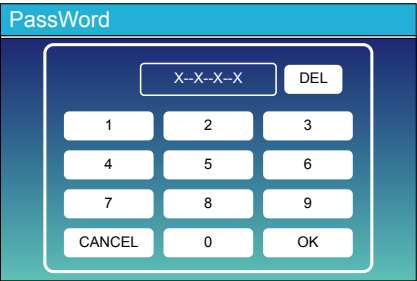 PassWord
X--X--X--X DEL
1 2 3
4 5 6
7 8 9
CANCEL 0 OK